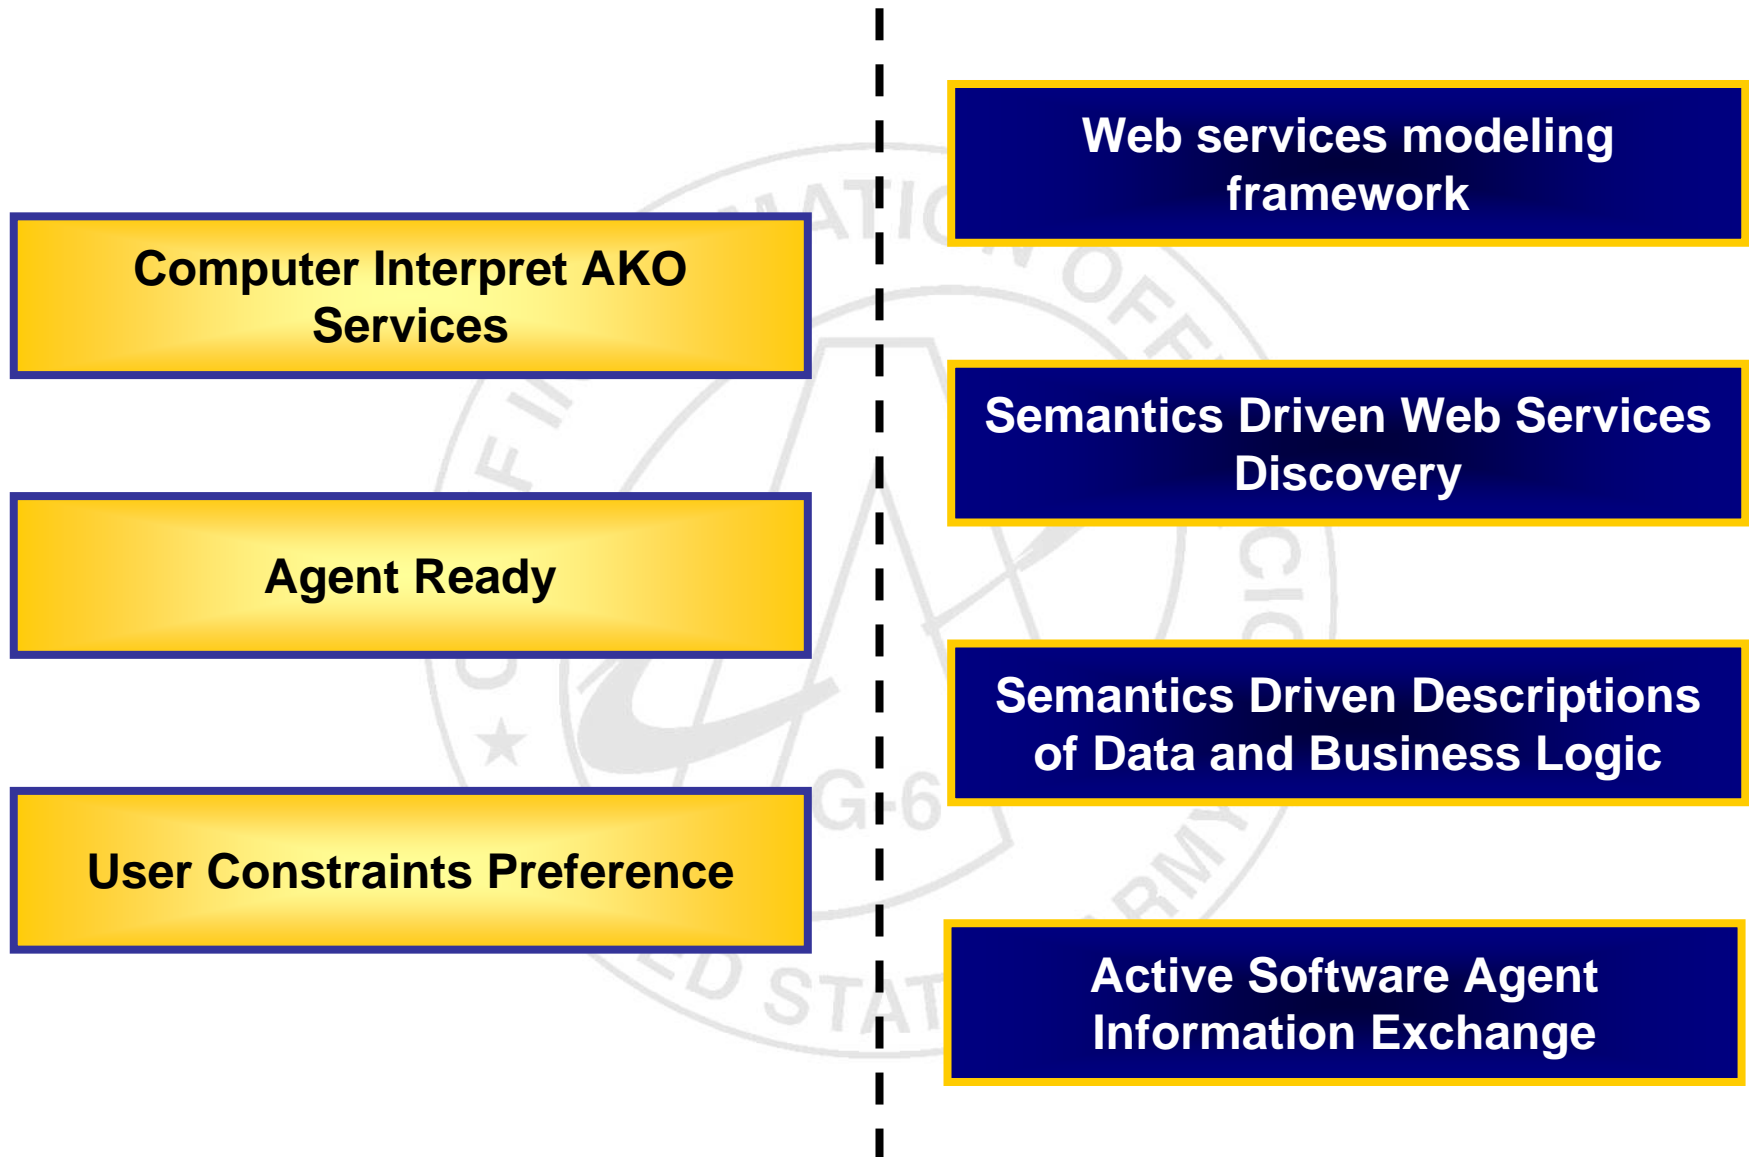 Computer Interpret AKO
Services
Agent Ready
User Constraints Preference
Web services modeling
framework
Semantics Driven Web Services
Discovery
Semantics Driven Descriptions
of Data and Business Logic
Active Software Agent
Information Exchange
G-6